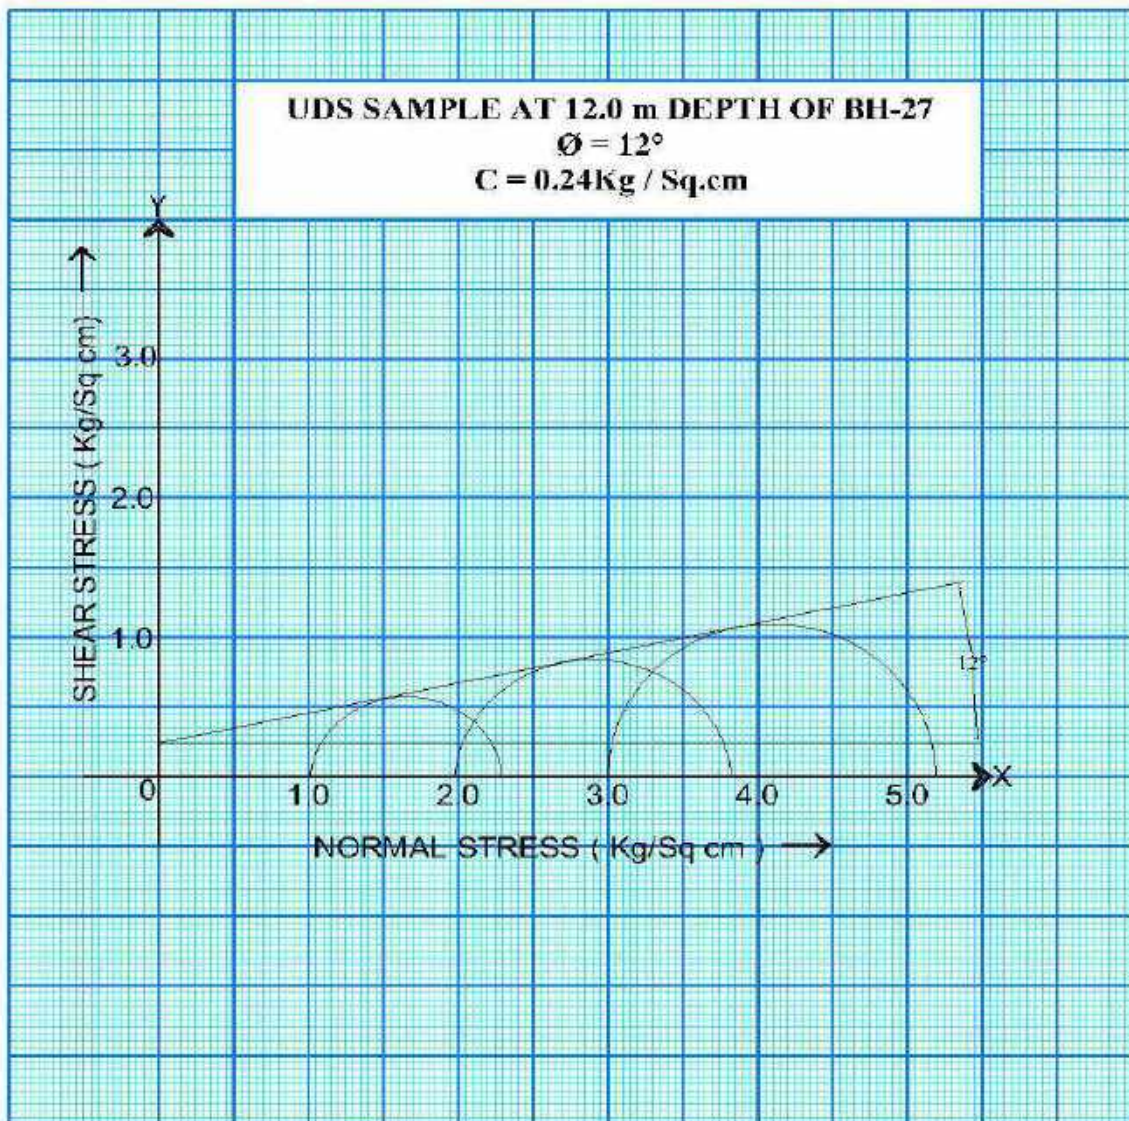 UDS SAMPLE AT 12.0 m DEPTH OF BH-27
Ø = 12°
C = 0.24Kg / Sq.cm
Y
SHEAR STRESS ( Kg/Sq cm)
3.0
2.0
1.0
12°
0
1.0 2.0 3.0 4.0 5.0
X
NORMAL STRESS ( Kg/Sq cm )